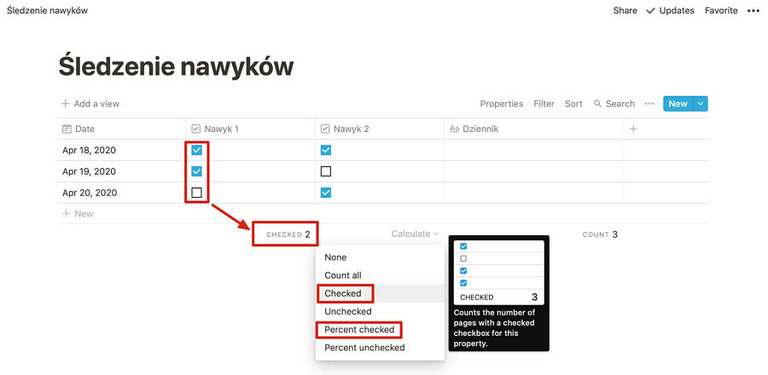 Śledzenie nawyków
Share Updates Favorite
Śledzenie nawyków
Add a view
Properties Filter Sort Search New
Date Nawyk 1 Nawyk 2 Dziennik
Apr 18, 2020
Apr 19, 2020
Apr 20, 2020
New
CHECKED 2 Calculate COUNT 3
None
Count all
Checked
Unchecked
Percent checked
Percent unchecked
CHECKED 3
Counts the number of
pages with a checked
checkbox for this
property.